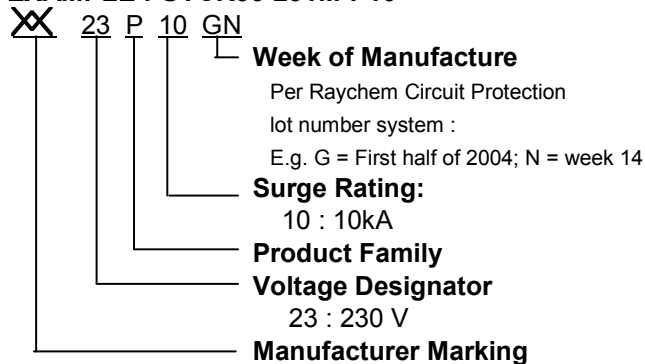 23 P 10 GN
Week of Manufacture
Per Raychem Circuit Protection
lot number system :
E.g. G = First half of 2004; N = week 14
Surge Rating:
10 : 10kA
Product Family
Voltage Designator
23 : 230 V
Manufacturer Marking